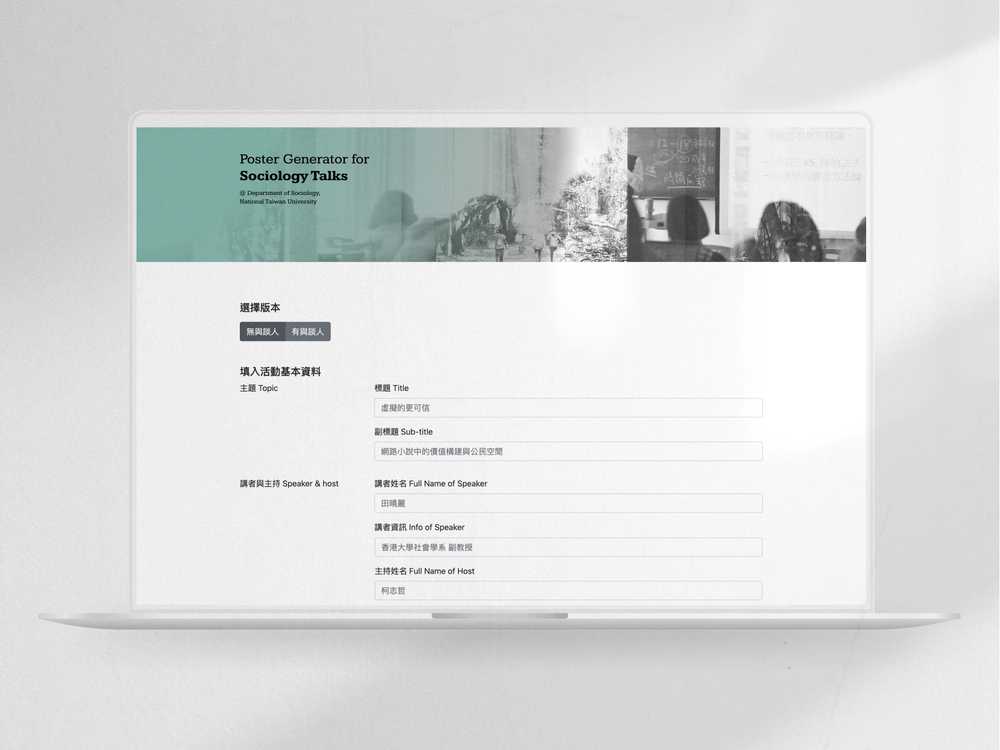 Poster Generator for
Sociology Talks
@ Department of Sociology,
National Taiwan University
選擇版本
無與談人 有與談人
填入活動基本資料
主題 Topic
標題 Title
虛擬的更可信
副標題 Sub-title
網路小說中的價值構建與公民空間
講者與主持 Speaker & host
講者姓名 Full Name of Speaker
田曉麗
講者資訊 Info of Speaker
香港大學社會學系 副教授
主持姓名 Full Name of Host
柯志哲